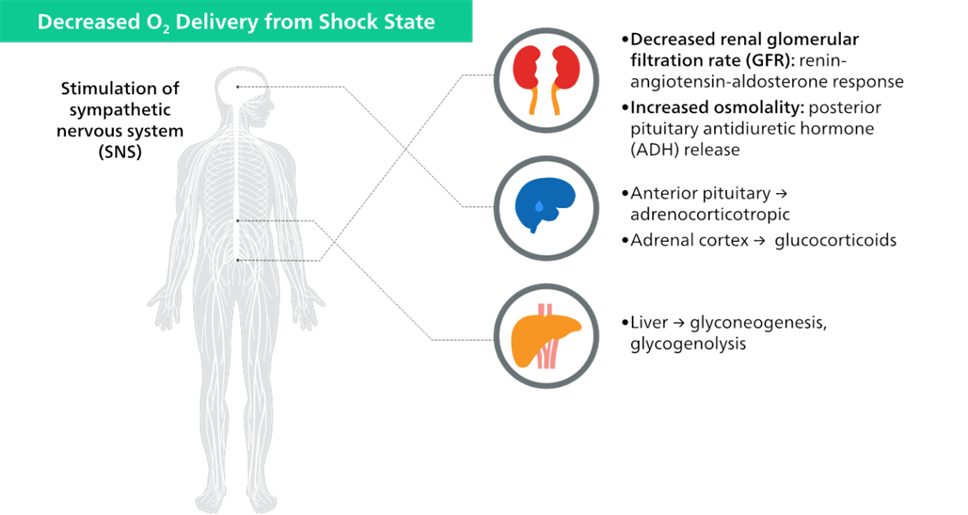 Decreased O₂ Delivery from Shock State
Stimulation of
sympathetic
nervous system
(SNS)
•Decreased renal glomerular
filtration rate (GFR): renin-
angiotensin-aldosterone response
•Increased osmolality: posterior
pituitary antidiuretic hormone
(ADH) release
•Anterior pituitary →
adrenocorticotropic
•Adrenal cortex → glucocorticoids
•Liver → glyconeogenesis,
glycogenolysis